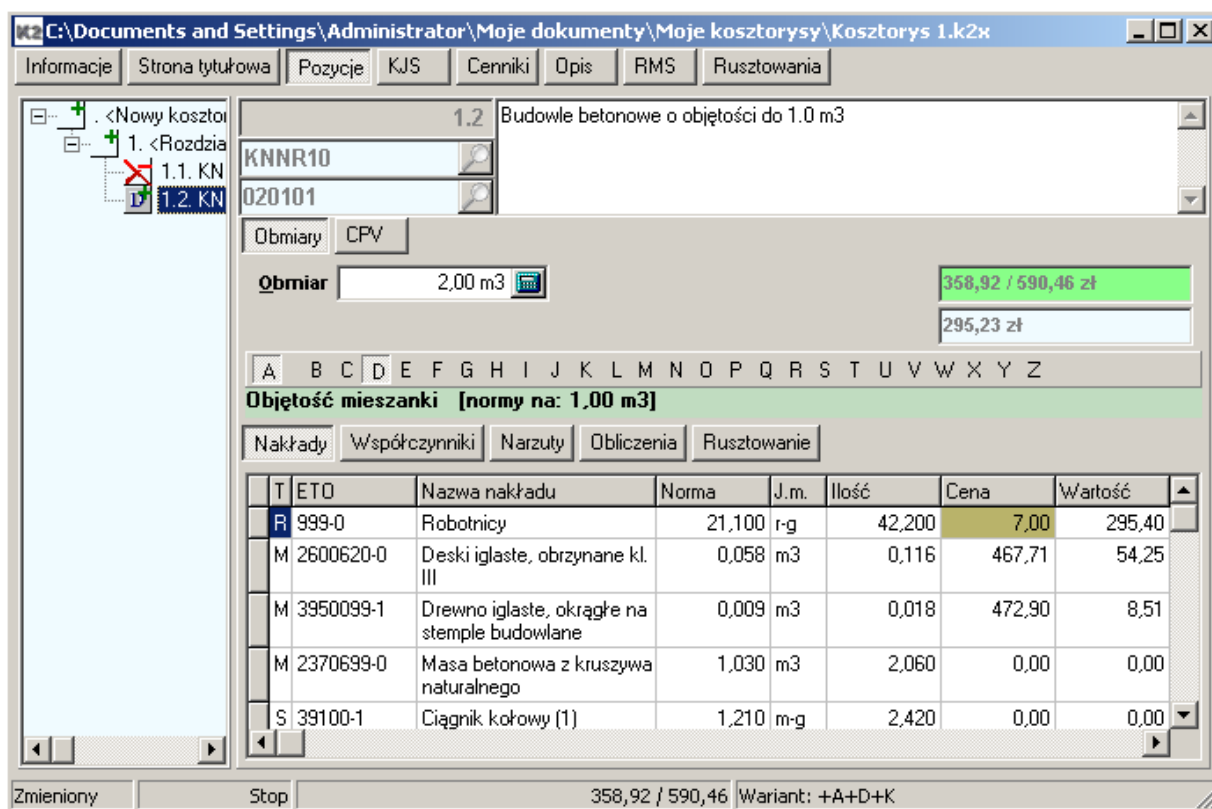 K2 C:\Documents and Settings\Administrator\Moje dokumenty\Moje kosztorysy\Kosztorys 1.k2x
Informacje Strona tytułowa Pozycje KJS Cenniki Opis RMS Rusztowania
. <Nowy kosztor
1. <Rozdzia
1.1. KN
1.2. KN
1.2
Budowle betonowe o objętości do 1.0 m3
KNNR10
020101
Obmiary CPV
Obmiar 2,00 m3
358,92 / 590,46 zł
295,23 zł
A B C D E F G H I J K L M N O P Q R S T U V W X Y Z
Objętość mieszanki [normy na: 1,00 m3]
Nakłady Współczynniki Narzuty Obliczenia Rusztowanie
T ETO Nazwa nakładu Norma J.m. Ilość Cena Wartość
R 999-0 Robotnicy 21,100 r-g 42,200 7,00 295,40
M 2600620-0 Deski iglaste, obrzynane kl. 0,058 m3 0,116 467,71 54,25
III
M 3950099-1 Drewno iglaste, okrągłe na 0,009 m3 0,018 472,90 8,51
stemple budowlane
M 2370699-0 Masa betonowa z kruszywa 1,030 m3 2,060 0,00 0,00
naturalnego
S 39100-1 Ciągnik kołowy (1) 1,210 m-g 2,420 0,00 0,00
Zmieniony Stop 358,92 / 590,46 Wariant: +A+D+K